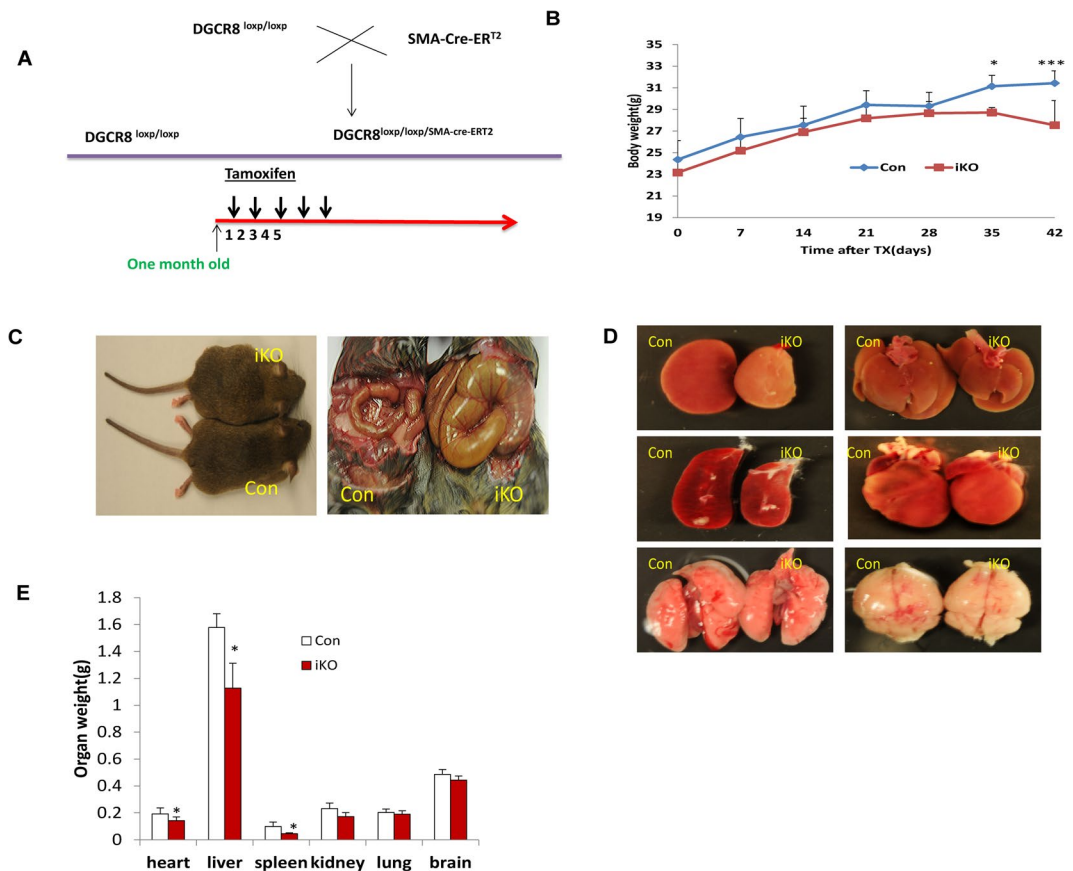 A
DGCR8 loxp/loxp
SMA-Cre-ERT2
DGCR8 loxp/loxp
DGCR8loxp/loxp/SMA-cre-ERT2
Tamoxifen
1 2 3 4 5
One month old
B
Body weight(g)
35
33
31
29
27
25
23
21
19
* ***
Con iKO
0 7 14 21 28 35 42
Time after TX(days)
C
iKO
Con
Con iKO
D
Con iKO
Con iKO
Con iKO
Con iKO
Con iKO
Con iKO
E
Organ weight(g)
1.8
1.6
1.4
1.2
1
0.8
0.6
0.4
0.2
0
Con
iKO
* * *
heart liver spleen kidney lung brain